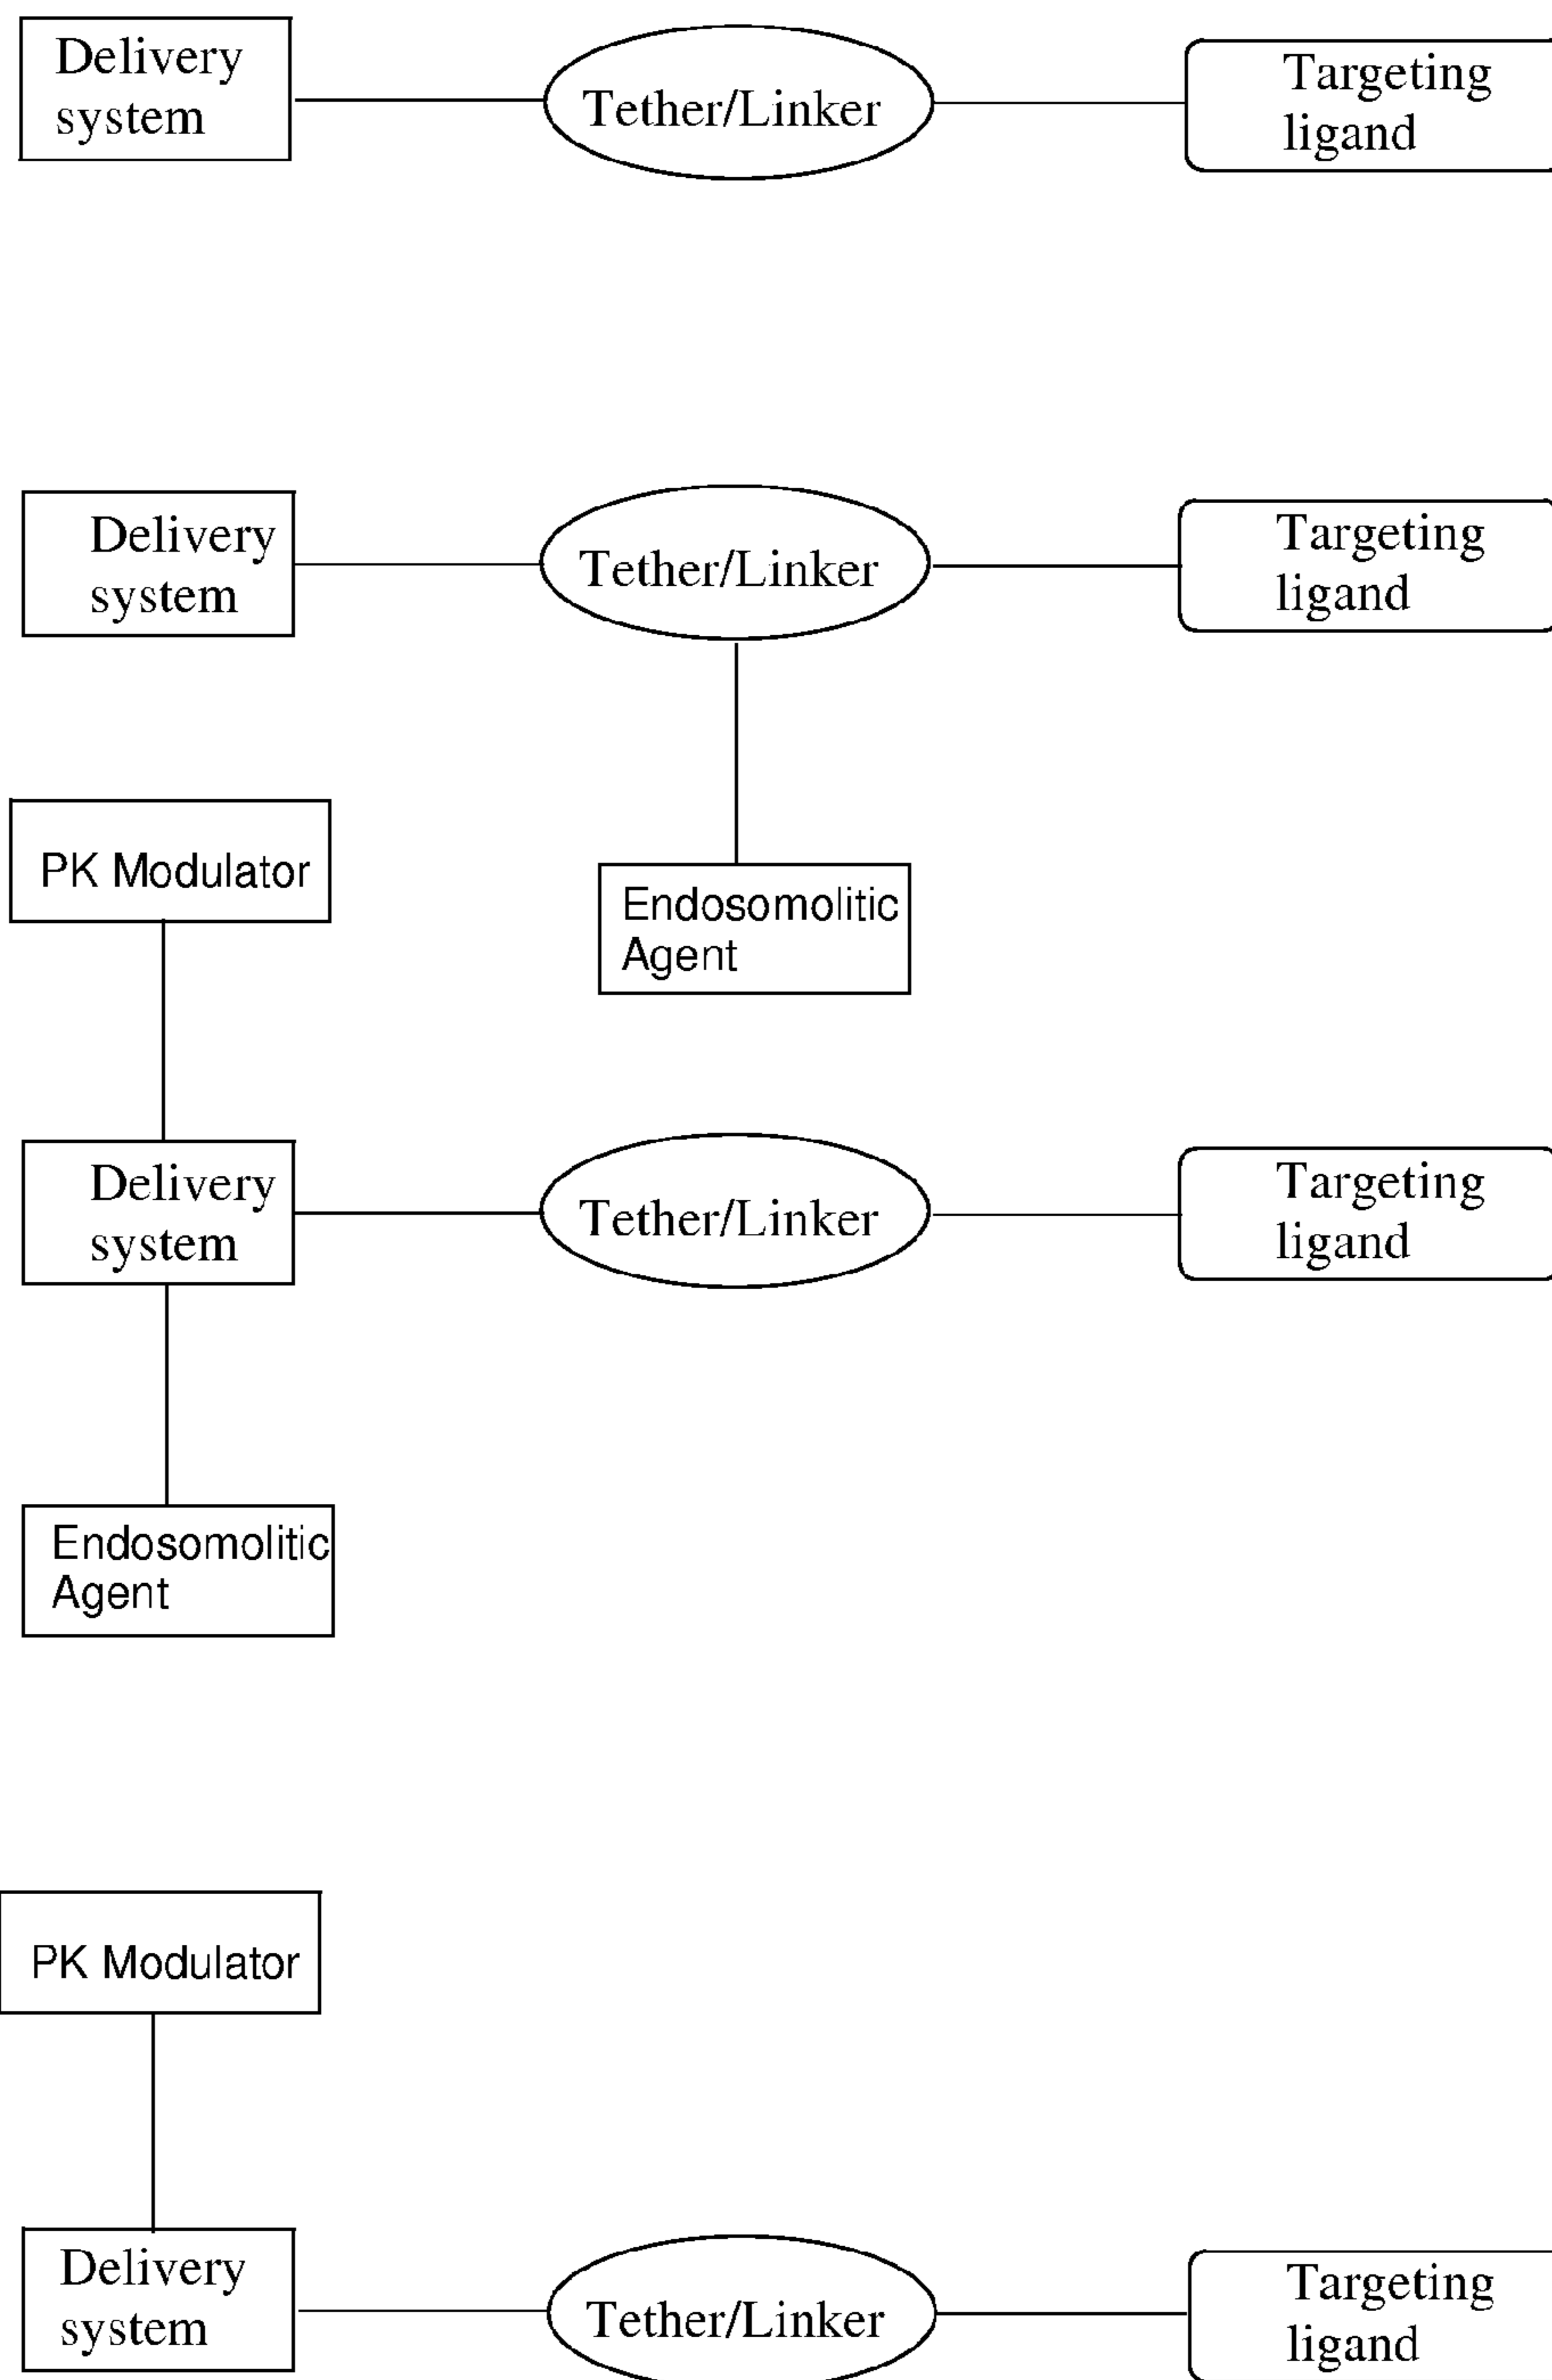 Delivery
system
Tether/Linker
Targeting
ligand
Delivery
system
Tether/Linker
Targeting
ligand
PK Modulator
Endosomolitic
Agent
Delivery
system
Tether/Linker
Targeting
ligand
Endosomolitic
Agent
PK Modulator
Delivery
system
Tether/Linker
Targeting
ligand